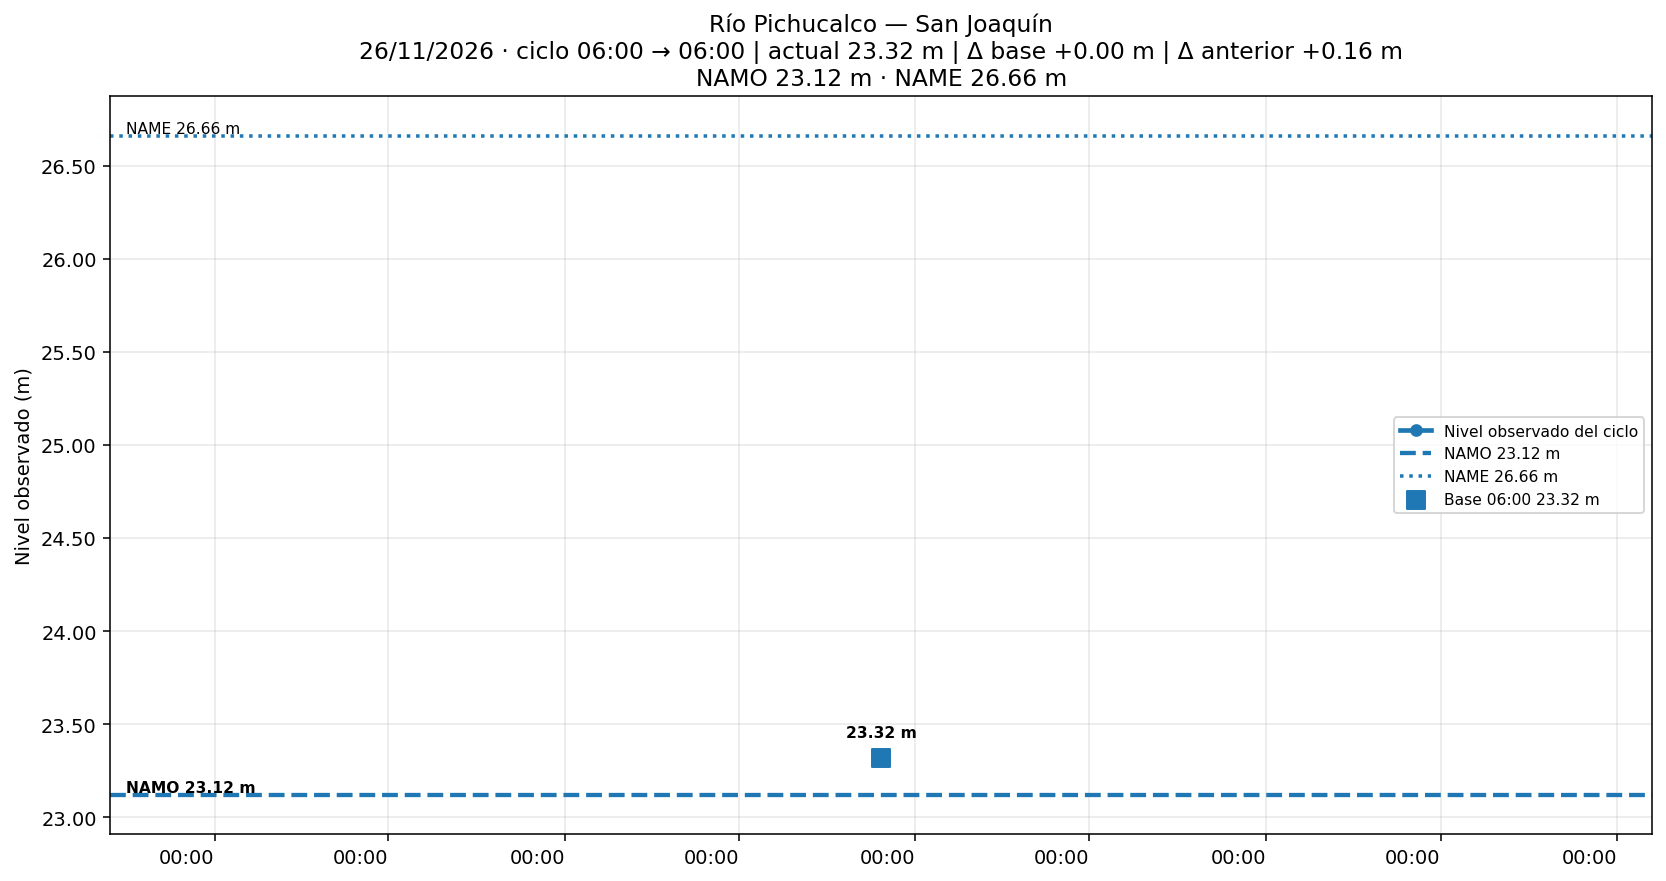 Río Pichucalco — San Joaquín
26/11/2026 · ciclo 06:00 → 06:00 | actual 23.32 m | Δ base +0.00 m | Δ anterior +0.16 m
NAMO 23.12 m · NAME 26.66 m
NAME 26.66 m
26.50
26.00
25.50
25.00
24.50
24.00
23.50
23.00
Nivel observado (m)
Nivel observado del ciclo
NAMO 23.12 m
NAME 26.66 m
Base 06:00 23.32 m
23.32 m
NAMO 23.12 m
00:00 00:00 00:00 00:00 00:00 00:00 00:00 00:00 00:00